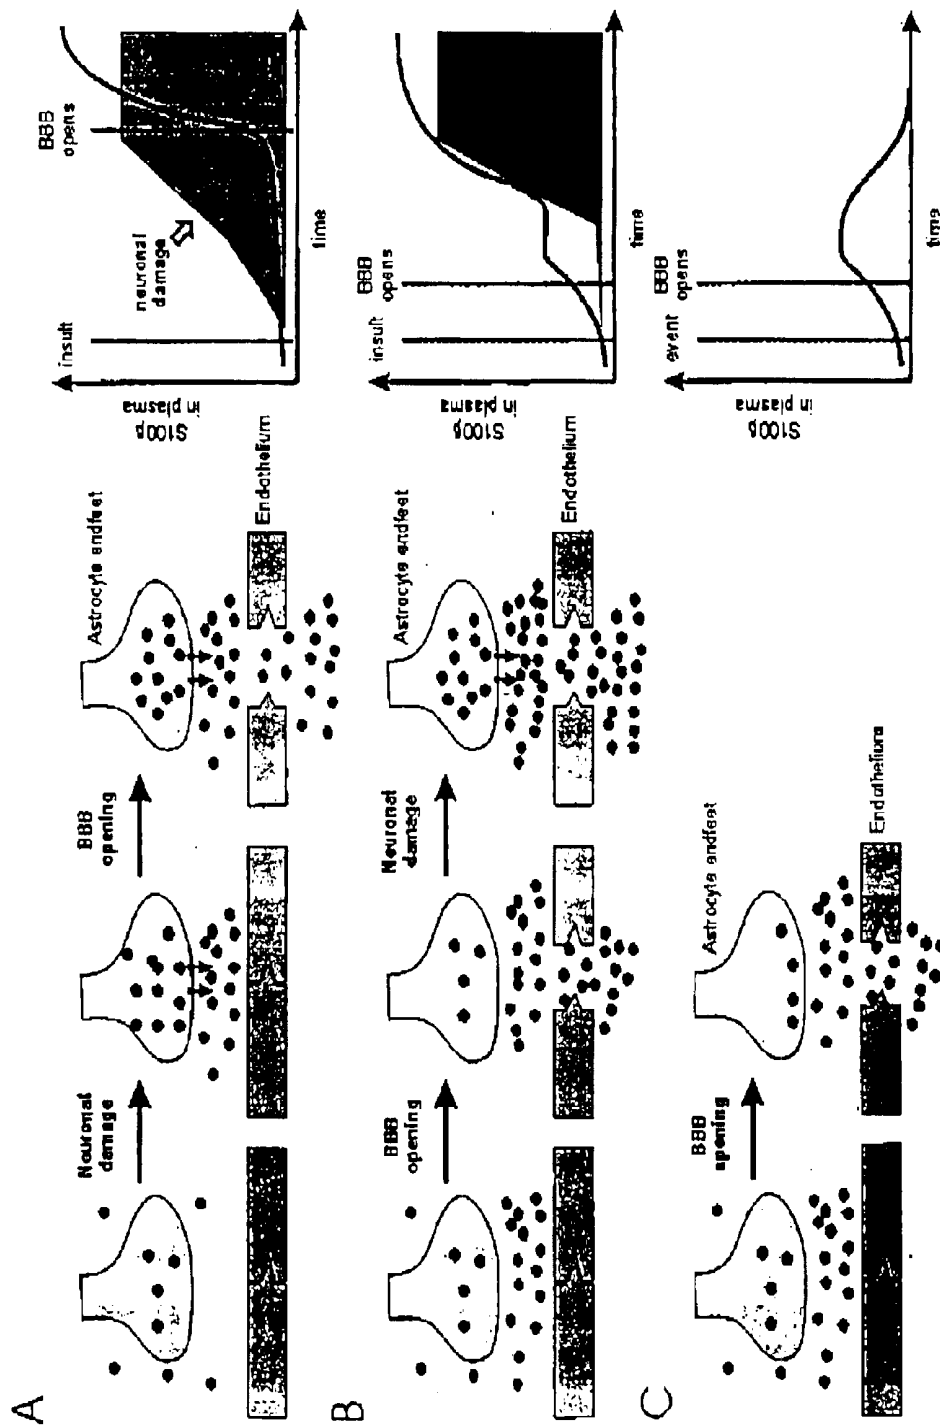 A
Neuronal
damage
BBB
opening
Astrocyte endfeet
Endothelium
S100β
in plasma
insult
neuronal
damage
BBB
opens
time
B
BBB
opening
Neuronal
damage
Astrocyte endfeet
Endothelium
S100β
in plasma
insult
BBB
opens
time
C
BBB
opening
Astrocyte endfeet
Endothelium
S100β
in plasma
event
BBB
opens
time